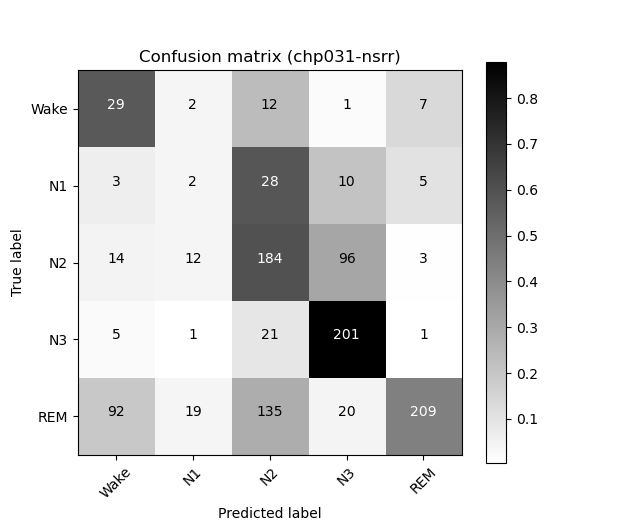 Confusion matrix (chp031-nsrr)
True label
Wake 29 2 12 1 7
N1 3 2 28 10 5
N2 14 12 184 96 3
N3 5 1 21 201 1
REM 92 19 135 20 209
Wake N1 N2 N3 REM
Predicted label
0.8
0.7
0.6
0.5
0.4
0.3
0.2
0.1